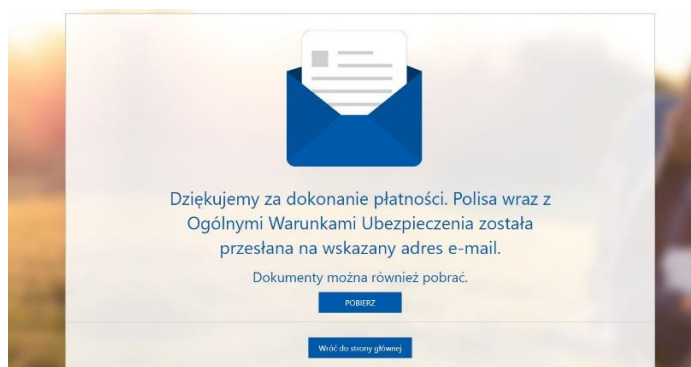 Dziękujemy za dokonanie płatności. Polisa wraz z
Ogólnymi Warunkami Ubezpieczenia została
przesłana na wskazany adres e-mail.
Dokumenty można również pobrać.
POBIERZ
Wróć do strony głównej